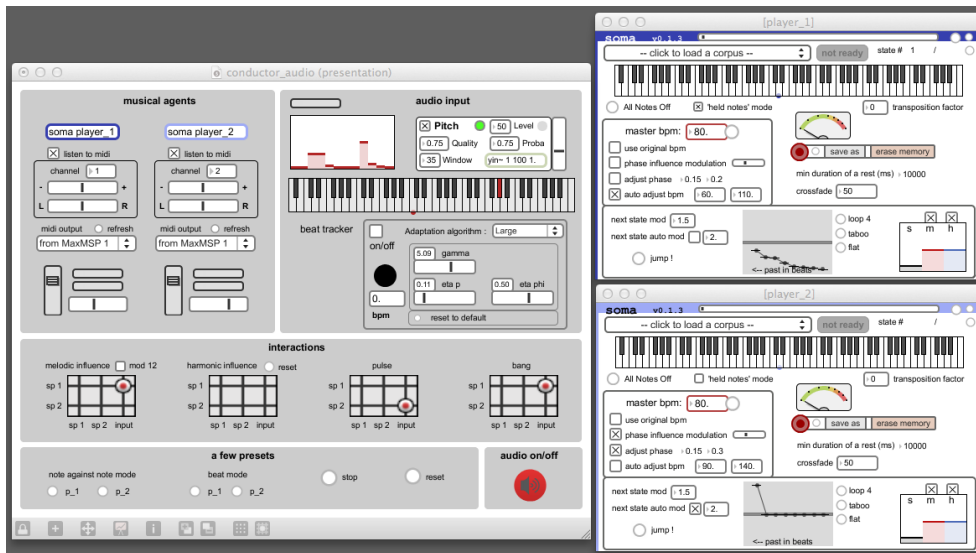 conductor_audio (presentation)
musical agents
soma player_1
soma player_2
listen to midi
listen to midi
channel 1
channel 2
- +
- +
L R
L R
midi output refresh
midi output refresh
from MaxMSP 1
from MaxMSP 1
audio input
Pitch 50 Level
0.75 Quality 0.75 Proba
35 Window yin~ 1 100 1.
beat tracker
on/off
Adaptation algorithm : Large
5.09 gamma
0.11 eta p
0.50 eta phi
0.
bpm
reset to default
interactions
melodic influence mod 12
harmonic influence reset
pulse
bang
sp 1
sp 2
sp 1 sp 2 input
sp 1
sp 2
sp 1 sp 2 input
sp 1
sp 2
sp 1 sp 2 input
sp 1
sp 2
sp 1 sp 2 input
a few presets
note against note mode
p_1 p_2
beat mode
p_1 p_2
stop
reset
audio on/off
[player_1]
soma v0.1.3
-- click to load a corpus --
not ready
state # 1 /
All Notes Off
'held notes' mode
0 transposition factor
master bpm: 80.
use original bpm
phase influence modulation
adjust phase 0.15 0.2
auto adjust bpm 60. 110.
save as erase memory
min duration of a rest (ms) 10000
crossfade 50
next state mod 1.5
next state auto mod 2.
jump !
<-- past in beats
loop 4
taboo
flat
s m h
[player_2]
soma v0.1.3
-- click to load a corpus --
not ready
state # /
All Notes Off
'held notes' mode
0 transposition factor
master bpm: 80.
use original bpm
phase influence modulation
adjust phase 0.15 0.3
auto adjust bpm 90. 140.
save as erase memory
min duration of a rest (ms) 10000
crossfade 50
next state mod 1.5
next state auto mod 2.
jump !
<-- past in beats
loop 4
taboo
flat
s m h